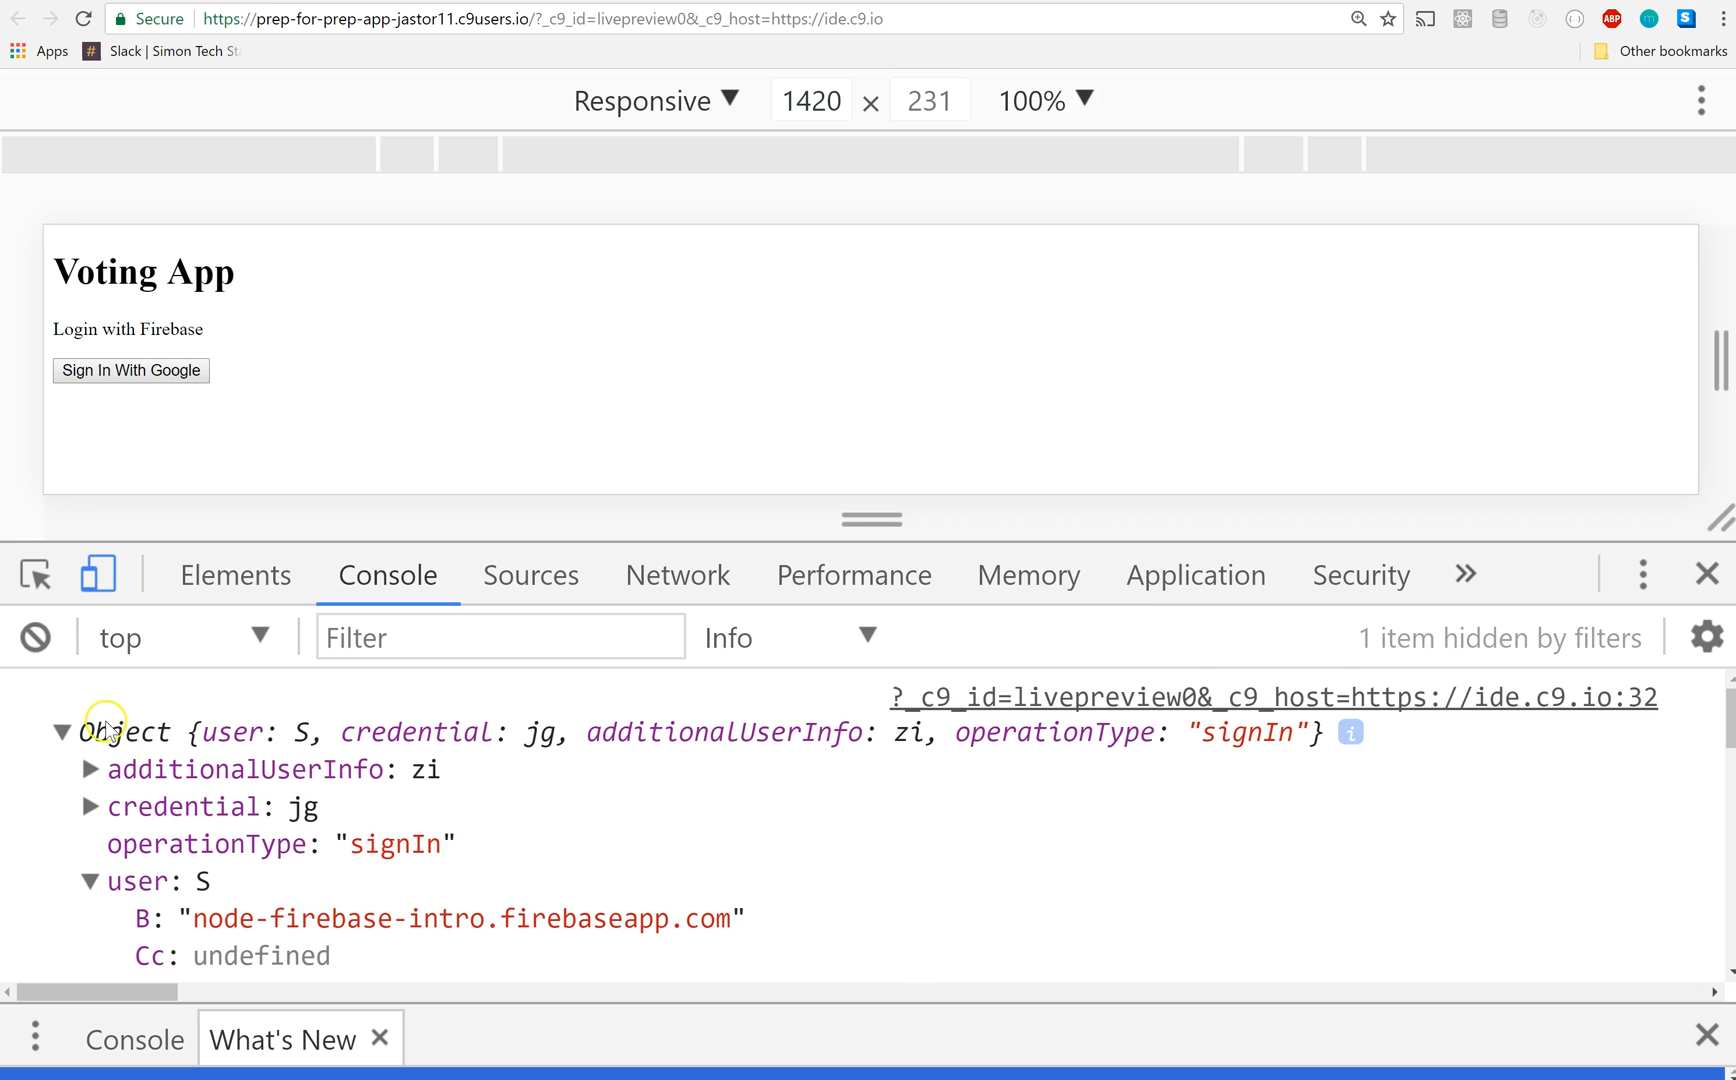 Secure https://prep-for-prep-app-jastor11.c9users.io/?_c9_id=livepreview0&_c9_host=https://ide.c9.io
ABP m S
Apps # Slack | Simon Tech Sta
Other bookmarks
Responsive 1420 × 231 100%
Voting App
Login with Firebase
Sign In With Google
Elements Console Sources Network Performance Memory Application Security »
top Filter Info 1 item hidden by filters
?_c9_id=livepreview0&_c9_host=https://ide.c9.io:32
Object {user: S, credential: jg, additionalUserInfo: zi, operationType: "signIn"} i
additionalUserInfo: zi
credential: jg
operationType: "signIn"
user: S
B: "node-firebase-intro.firebaseapp.com"
Cc: undefined
Console What's New ×